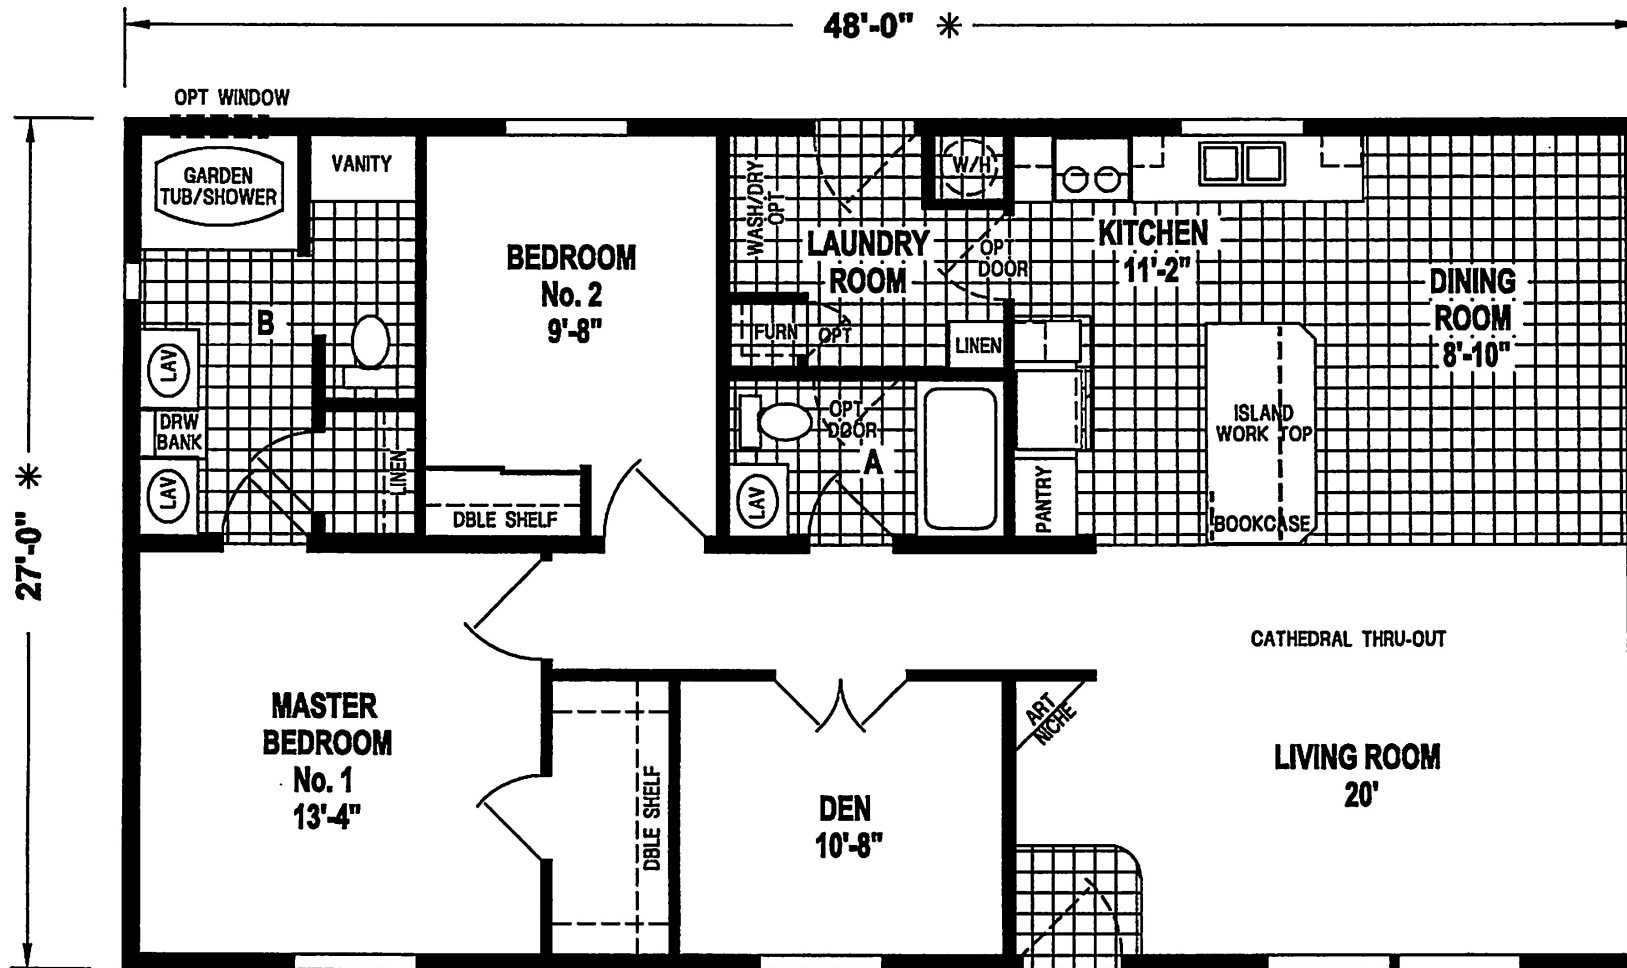 48'-0" *
OPT WINDOW
27'-0" *
GARDEN
TUB/SHOWER
VANITY
B
LAV
DRW
BANK
LAV
LINEN
BEDROOM
No. 2
9'-8"
DBLE SHELF
WASH/DRY
OPT
LAUNDRY
ROOM
W/H
OPT
DOOR
FURN
OPT
LINEN
OPT
DOOR
A
LAV
KITCHEN
11'-2"
PANTRY
ISLAND
WORK TOP
BOOKCASE
DINING
ROOM
8'-10"
CATHEDRAL THRU-OUT
MASTER
BEDROOM
No. 1
13'-4"
DBLE SHELF
DEN
10'-8"
ART
NICHE
LIVING ROOM
20'